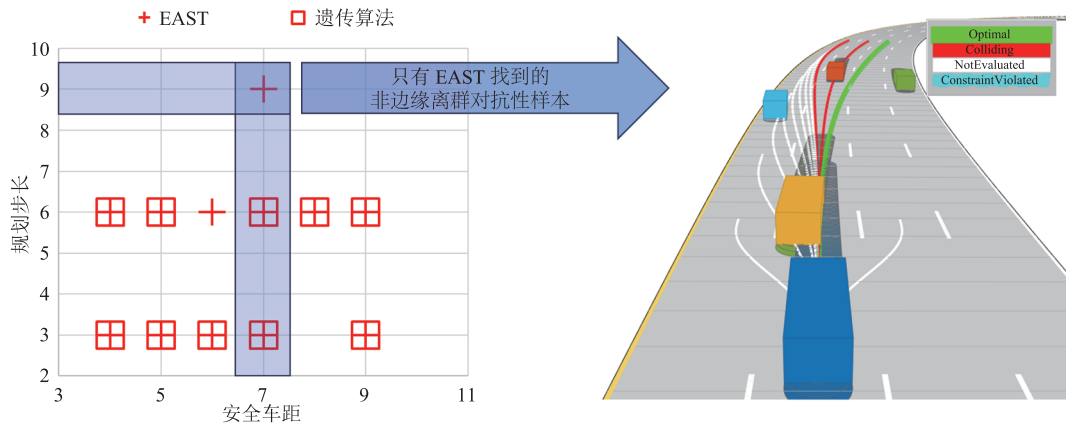 EAST
遗传算法
10
9
8
7
6
5
4
3
2
3
5
7
9
11
规划步长
安全车距
只有 EAST 找到的
非边缘离群对抗性样本
Optimal
Colliding
NotEvaluated
ConstraintViolated